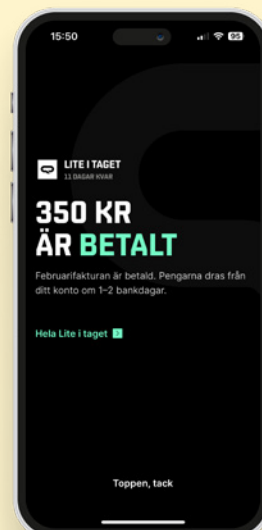 15:50
95
LITE I TAGET
11 DAGAR KVAR
350 KR
ÄR BETALT
Februarifakturan är betald. Pengarna dras från
ditt konto om 1–2 bankdagar.
Hela Lite i taget
Toppen, tack